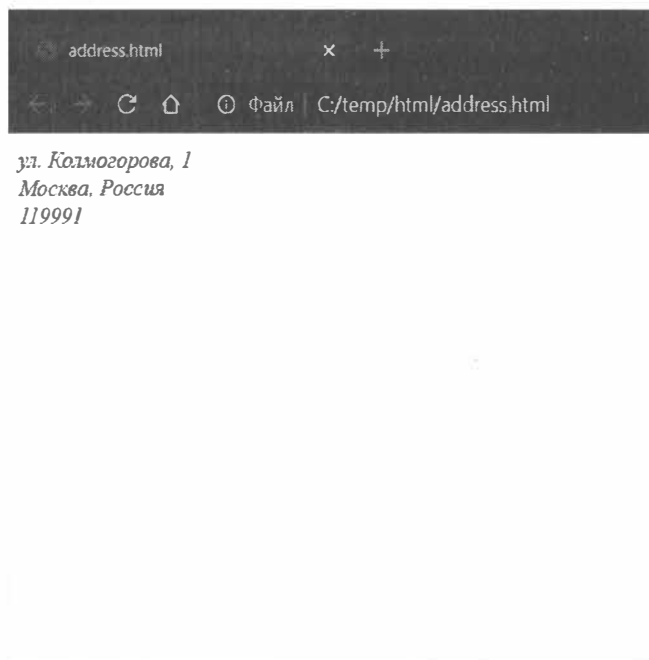 address.html
Файл C:/temp/html/address.html
ул. Колмогорова, 1
Москва, Россия
119991